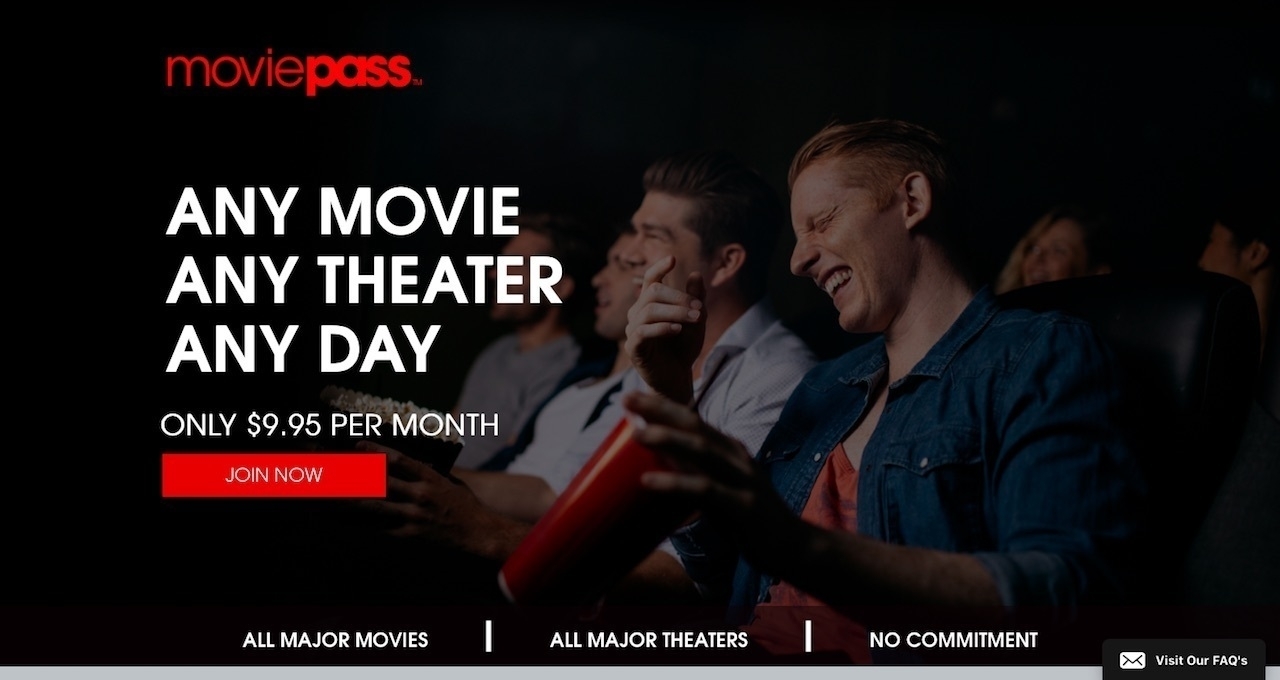 moviepass™
ANY MOVIE
ANY THEATER
ANY DAY
ONLY $9.95 PER MONTH
JOIN NOW
ALL MAJOR MOVIES | ALL MAJOR THEATERS | NO COMMITMENT
Visit Our FAQ's